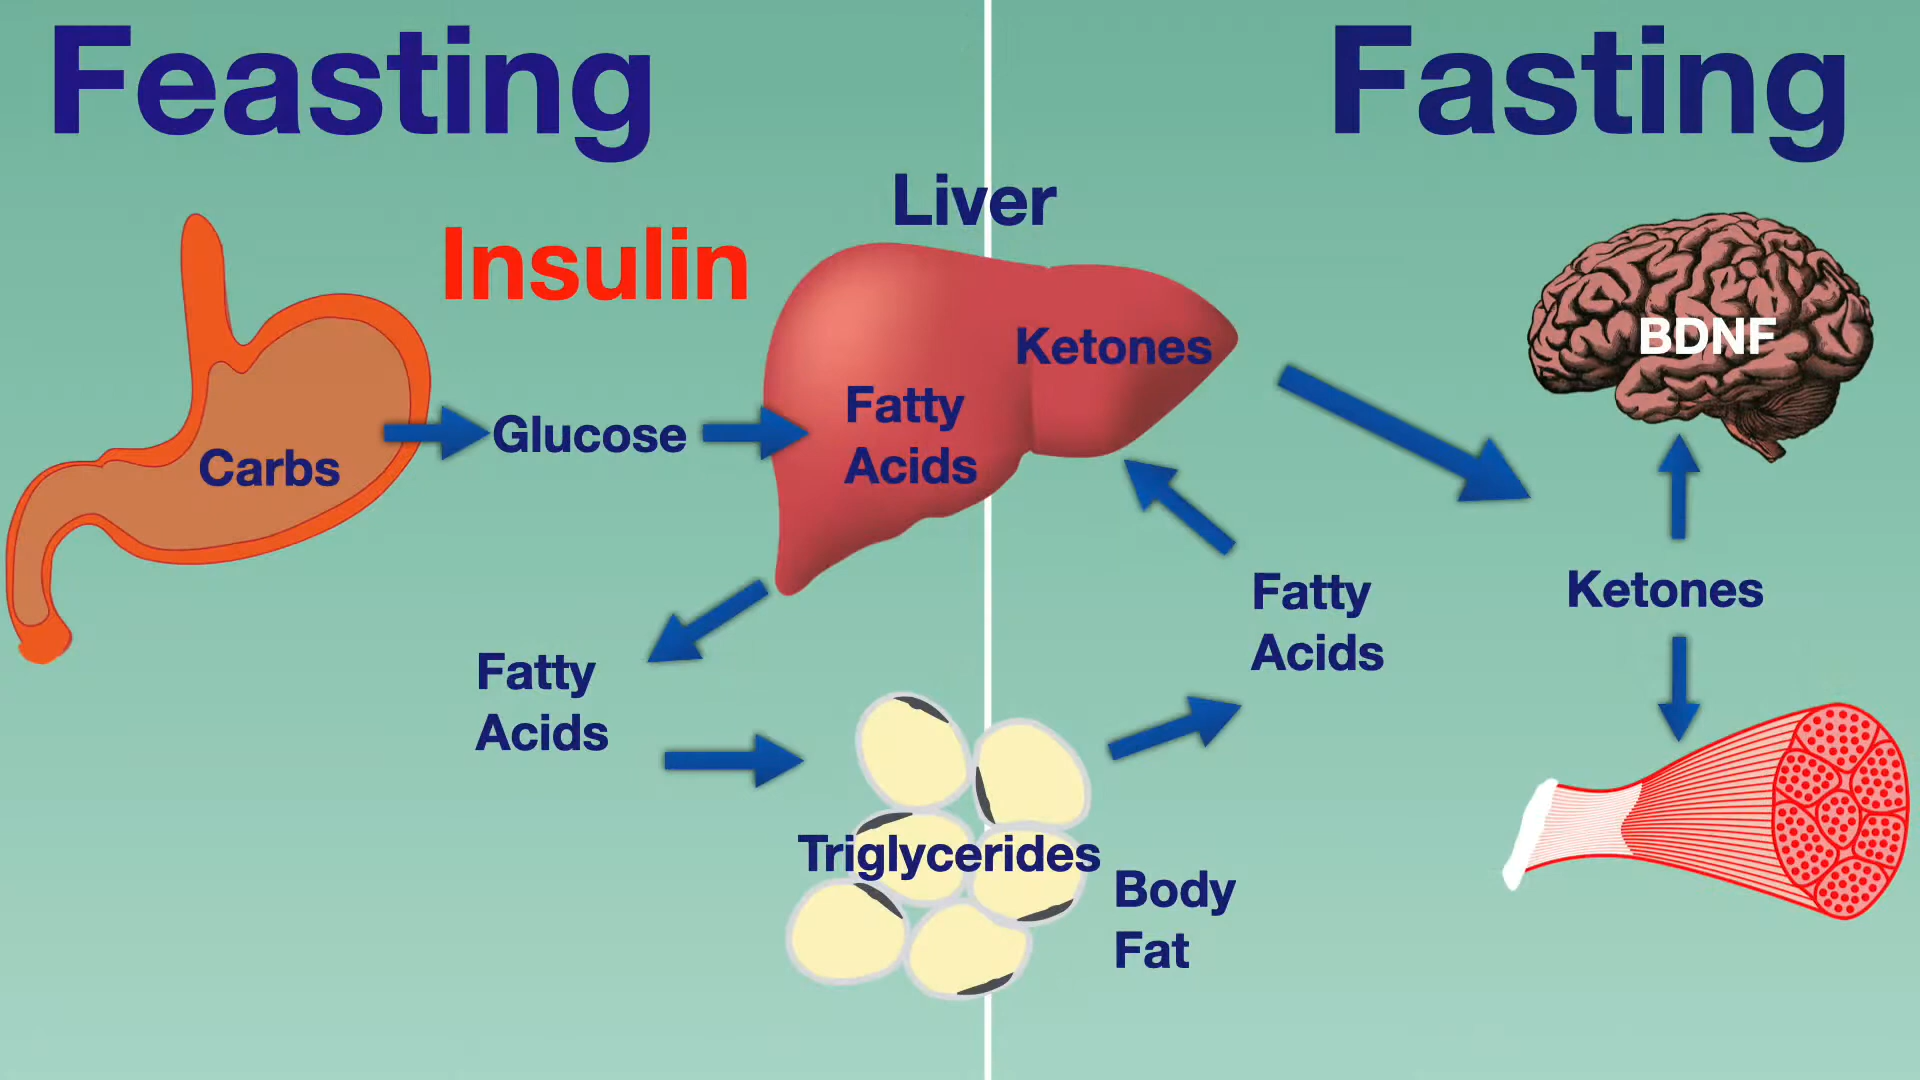 Feasting
Fasting
Liver
Insulin
Ketones
BDNF
Fatty
Acids
Glucose
Carbs
Fatty
Acids
Ketones
Fatty
Acids
Triglycerides
Body
Fat